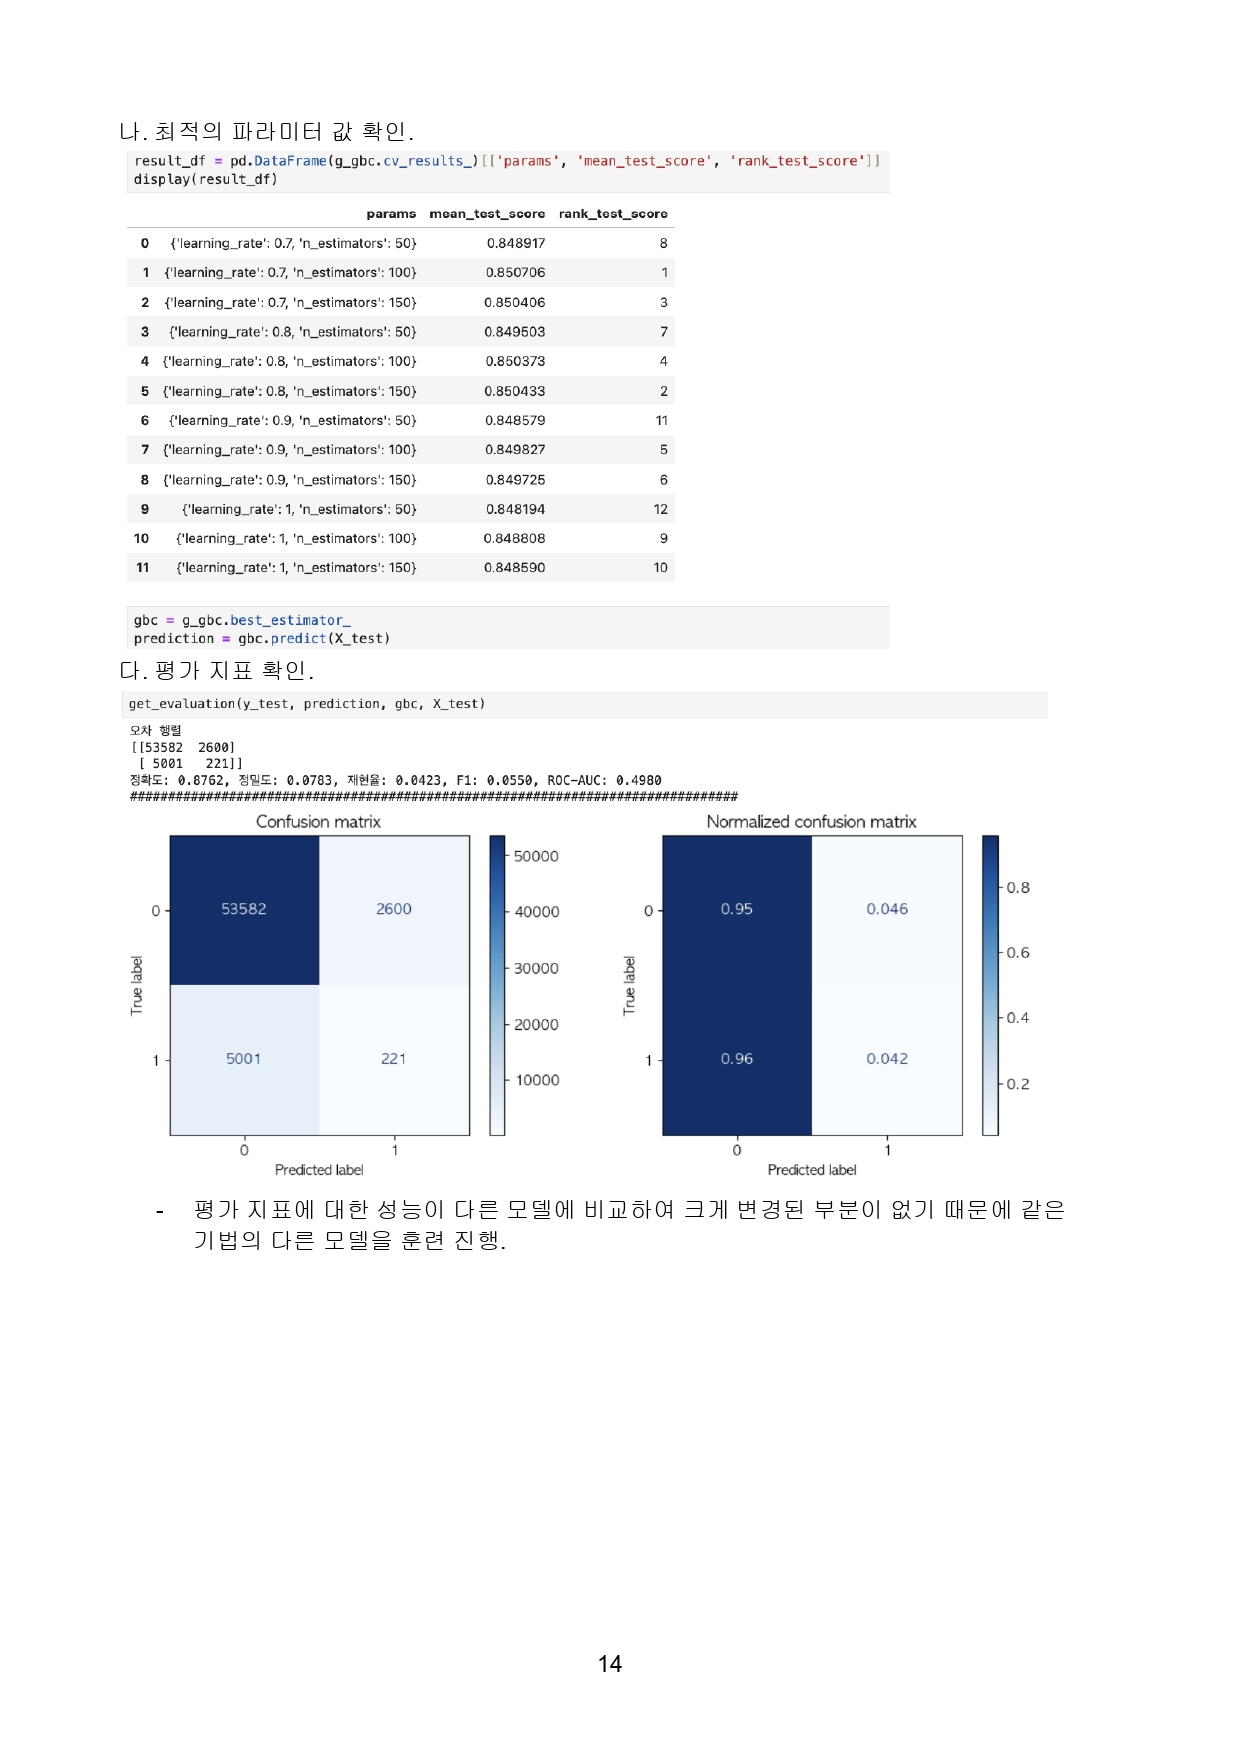 나. 최적의 파라미터 값 확인.
result_df = pd.DataFrame(g_gbc.cv_results_)[['params', 'mean_test_score', 'rank_test_score']]
display(result_df)
params mean_test_score rank_test_score
0 {'learning_rate': 0.7, 'n_estimators': 50} 0.848917 8
1 {'learning_rate': 0.7, 'n_estimators': 100} 0.850706 1
2 {'learning_rate': 0.7, 'n_estimators': 150} 0.850406 3
3 {'learning_rate': 0.8, 'n_estimators': 50} 0.849503 7
4 {'learning_rate': 0.8, 'n_estimators': 100} 0.850373 4
5 {'learning_rate': 0.8, 'n_estimators': 150} 0.850433 2
6 {'learning_rate': 0.9, 'n_estimators': 50} 0.848579 11
7 {'learning_rate': 0.9, 'n_estimators': 100} 0.849827 5
8 {'learning_rate': 0.9, 'n_estimators': 150} 0.849725 6
9 {'learning_rate': 1, 'n_estimators': 50} 0.848194 12
10 {'learning_rate': 1, 'n_estimators': 100} 0.848808 9
11 {'learning_rate': 1, 'n_estimators': 150} 0.848590 10
gbc = g_gbc.best_estimator_
prediction = gbc.predict(X_test)
다. 평가 지표 확인.
get_evaluation(y_test, prediction, gbc, X_test)
오차 행렬
[[53582 2600]
[ 5001 221]]
정확도: 0.8762, 정밀도: 0.0783, 재현율: 0.0423, F1: 0.0550, ROC-AUC: 0.4980
################################################################################
Confusion matrix
53582 2600
5001 221
0
1
True label
0 1
Predicted label
50000
40000
30000
20000
10000
Normalized confusion matrix
0.95 0.046
0.96 0.042
0
1
True label
0 1
Predicted label
0.8
0.6
0.4
0.2
- 평가 지표에 대한 성능이 다른 모델에 비교하여 크게 변경된 부분이 없기 때문에 같은
기법의 다른 모델을 훈련 진행.
14